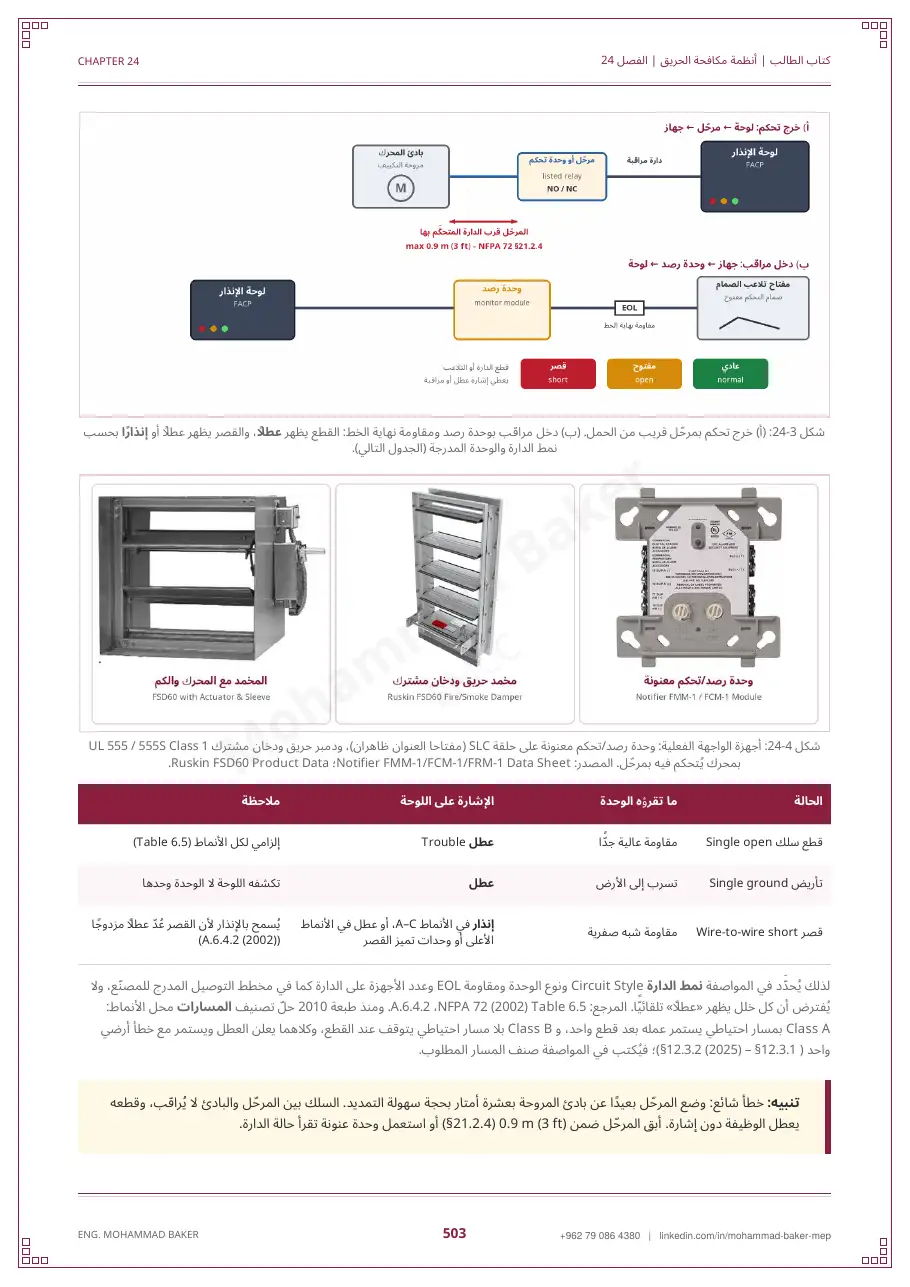 كتاب الطالب | أنظمة مكافحة الحريق | الفصل 24
CHAPTER 24
أ) خرج تحكم: لوحة ← مرحّل ← جهاز
لوحة الإنذار
FACP
دارة مراقبة
مرحّل أو وحدة تحكم
listed relay
NO / NC
بادئ المحرك
مروحة التكييف
M
المرحّل قرب الدارة المتحكَّم بها
max 0.9 m (3 ft) - NFPA 72 §21.2.4
ب) دخل مراقب: جهاز ← وحدة رصد ← لوحة
مفتاح تلاعب الصمام
صمام التحكم مفتوح
EOL
مقاومة نهاية الخط
وحدة رصد
monitor module
لوحة الإنذار
FACP
عادي
normal
مفتوح
open
قصر
short
قطع الدارة أو التلاعب
يعطي إشارة عطل أو مراقبة
شكل 3-24: (أ) خرج تحكم بمرحّل قريب من الحمل. (ب) دخل مراقب بوحدة رصد ومقاومة نهاية الخط: القطع يظهر عطلًا، والقصر يظهر عطلًا أو إنذارًا بحسب
نمط الدارة والوحدة المدرجة (الجدول التالي).
Mohammad Baker
وحدة رصد/تحكم معنونة
Notifier FMM-1 / FCM-1 Module
مخمد حريق ودخان مشترك
Ruskin FSD60 Fire/Smoke Damper
المخمد مع المحرك والكم
FSD60 with Actuator & Sleeve
شكل 4-24: أجهزة الواجهة الفعلية: وحدة رصد/تحكم معنونة على حلقة SLC (مفتاحا العنوان ظاهران)، ودمبر حريق ودخان مشترك UL 555 / 555S Class 1
بمحرك يُتحكم فيه بمرحّل. المصدر: Notifier FMM-1/FCM-1/FRM-1 Data Sheet؛ Ruskin FSD60 Product Data.
الحالة | ما تقرؤه الوحدة | الإشارة على اللوحة | ملاحظة
قطع سلك Single open | مقاومة عالية جدًّا | عطل Trouble | إلزامي لكل الأنماط (Table 6.5)
تأريض Single ground | تسرب إلى الأرض | عطل | تكشفه اللوحة لا الوحدة وحدها
قصر Wire-to-wire short | مقاومة شبه صفرية | إنذار في الأنماط A–C، أو عطل في الأنماط
الأعلى أو وحدات تميز القصر | يُسمح بالإنذار لأن القصر عُدّ عطلًا مزدوجًا
(A.6.4.2 (2002))
لذلك يُحدَّد في المواصفة نمط الدارة Circuit Style ونوع الوحدة ومقاومة EOL وعدد الأجهزة على الدارة كما في مخطط التوصيل المدرج للمصنّع، ولا
يُفترض أن كل خلل يظهر «عطلًا» تلقائيًّا. المرجع: NFPA 72 (2002) Table 6.5، A.6.4.2. ومنذ طبعة 2010 حلّ تصنيف المسارات محل الأنماط:
Class A بمسار احتياطي يستمر عمله بعد قطع واحد، و Class B بلا مسار احتياطي يتوقف عند القطع، وكلاهما يعلن العطل ويستمر مع خطأ أرضي
واحد ( §12.3.1 – §12.3.2 (2025))؛ فيُكتب في المواصفة صنف المسار المطلوب.
تنبيه: خطأ شائع: وضع المرحّل بعيدًا عن بادئ المروحة بعشرة أمتار بحجة سهولة التمديد. السلك بين المرحّل والبادئ لا يُراقَب، وقطعه
يعطل الوظيفة دون إشارة. أبقِ المرحّل ضمن 0.9 m (3 ft) (§21.2.4) أو استعمل وحدة عنونة تقرأ حالة الدارة.
ENG. MOHAMMAD BAKER
503
+962 79 086 4380 | linkedin.com/in/mohammad-baker-mep